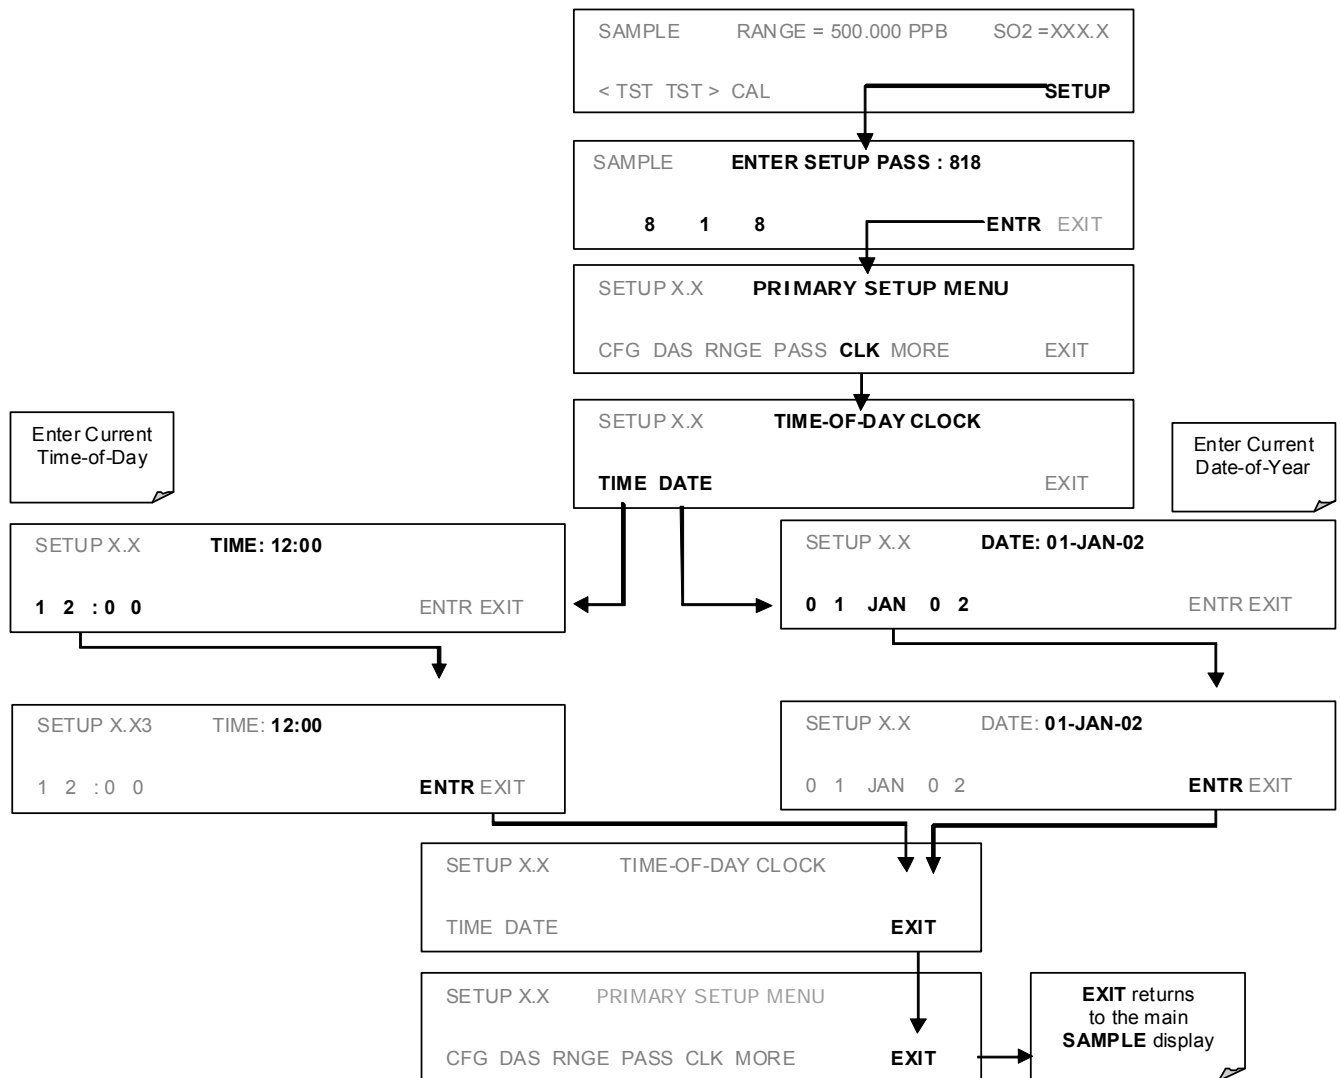 SAMPLE RANGE = 500.000 PPB SO2 =XXX.X
< TST TST > CAL SETUP
SAMPLE ENTER SETUP PASS : 818
8 1 8 ENTR EXIT
SETUP X.X PRIMARY SETUP MENU
CFG DAS RNGE PASS CLK MORE EXIT
SETUP X.X TIME-OF-DAY CLOCK
TIME DATE EXIT
Enter Current
Time-of-Day
Enter Current
Date-of-Year
SETUP X.X TIME: 12:00
1 2 : 0 0 ENTR EXIT
SETUP X.X DATE: 01-JAN-02
0 1 JAN 0 2 ENTR EXIT
SETUP X.X3 TIME: 12:00
1 2 : 0 0 ENTR EXIT
SETUP X.X DATE: 01-JAN-02
0 1 JAN 0 2 ENTR EXIT
SETUP X.X TIME-OF-DAY CLOCK
TIME DATE EXIT
SETUP X.X PRIMARY SETUP MENU
CFG DAS RNGE PASS CLK MORE EXIT
EXIT returns
to the main
SAMPLE display